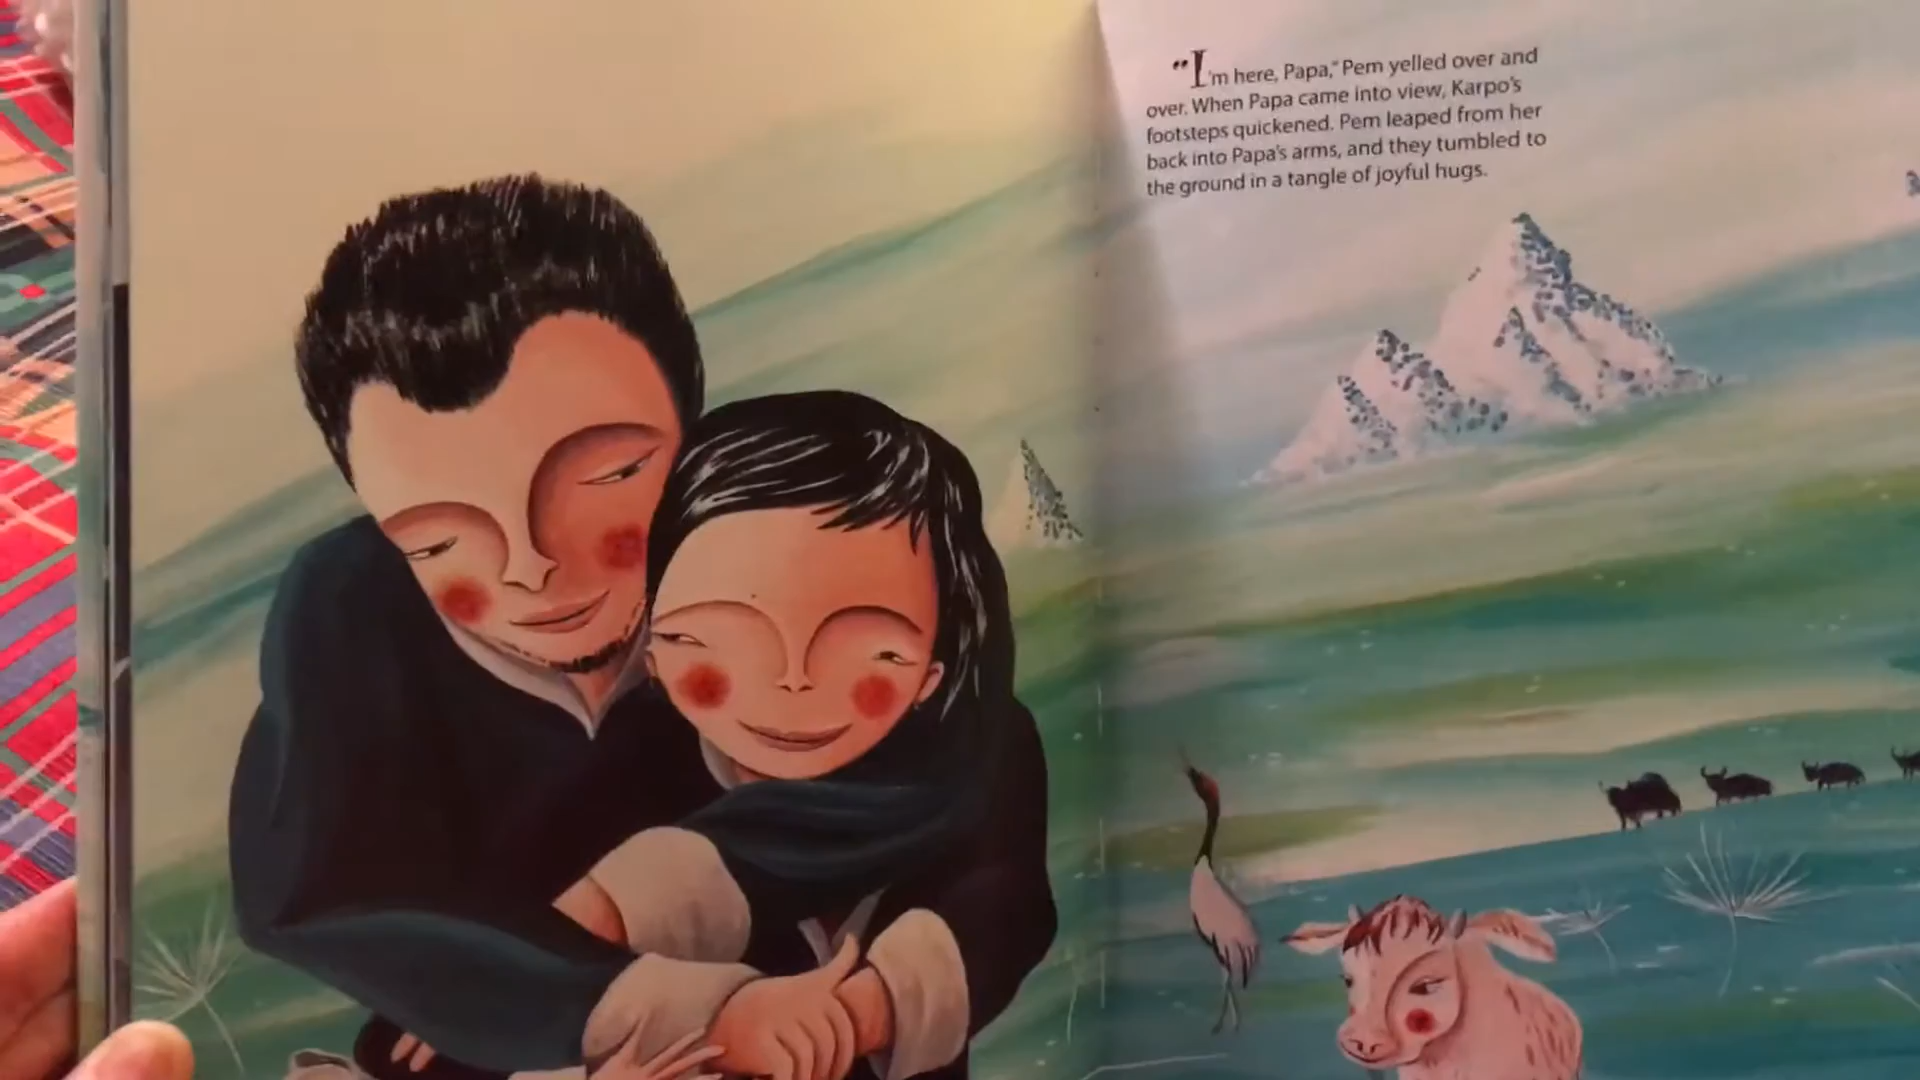 "I'm here, Papa," Pem yelled over and
over. When Papa came into view, Karpo's
footsteps quickened. Pem leaped from her
back into Papa's arms, and they tumbled to
the ground in a tangle of joyful hugs.